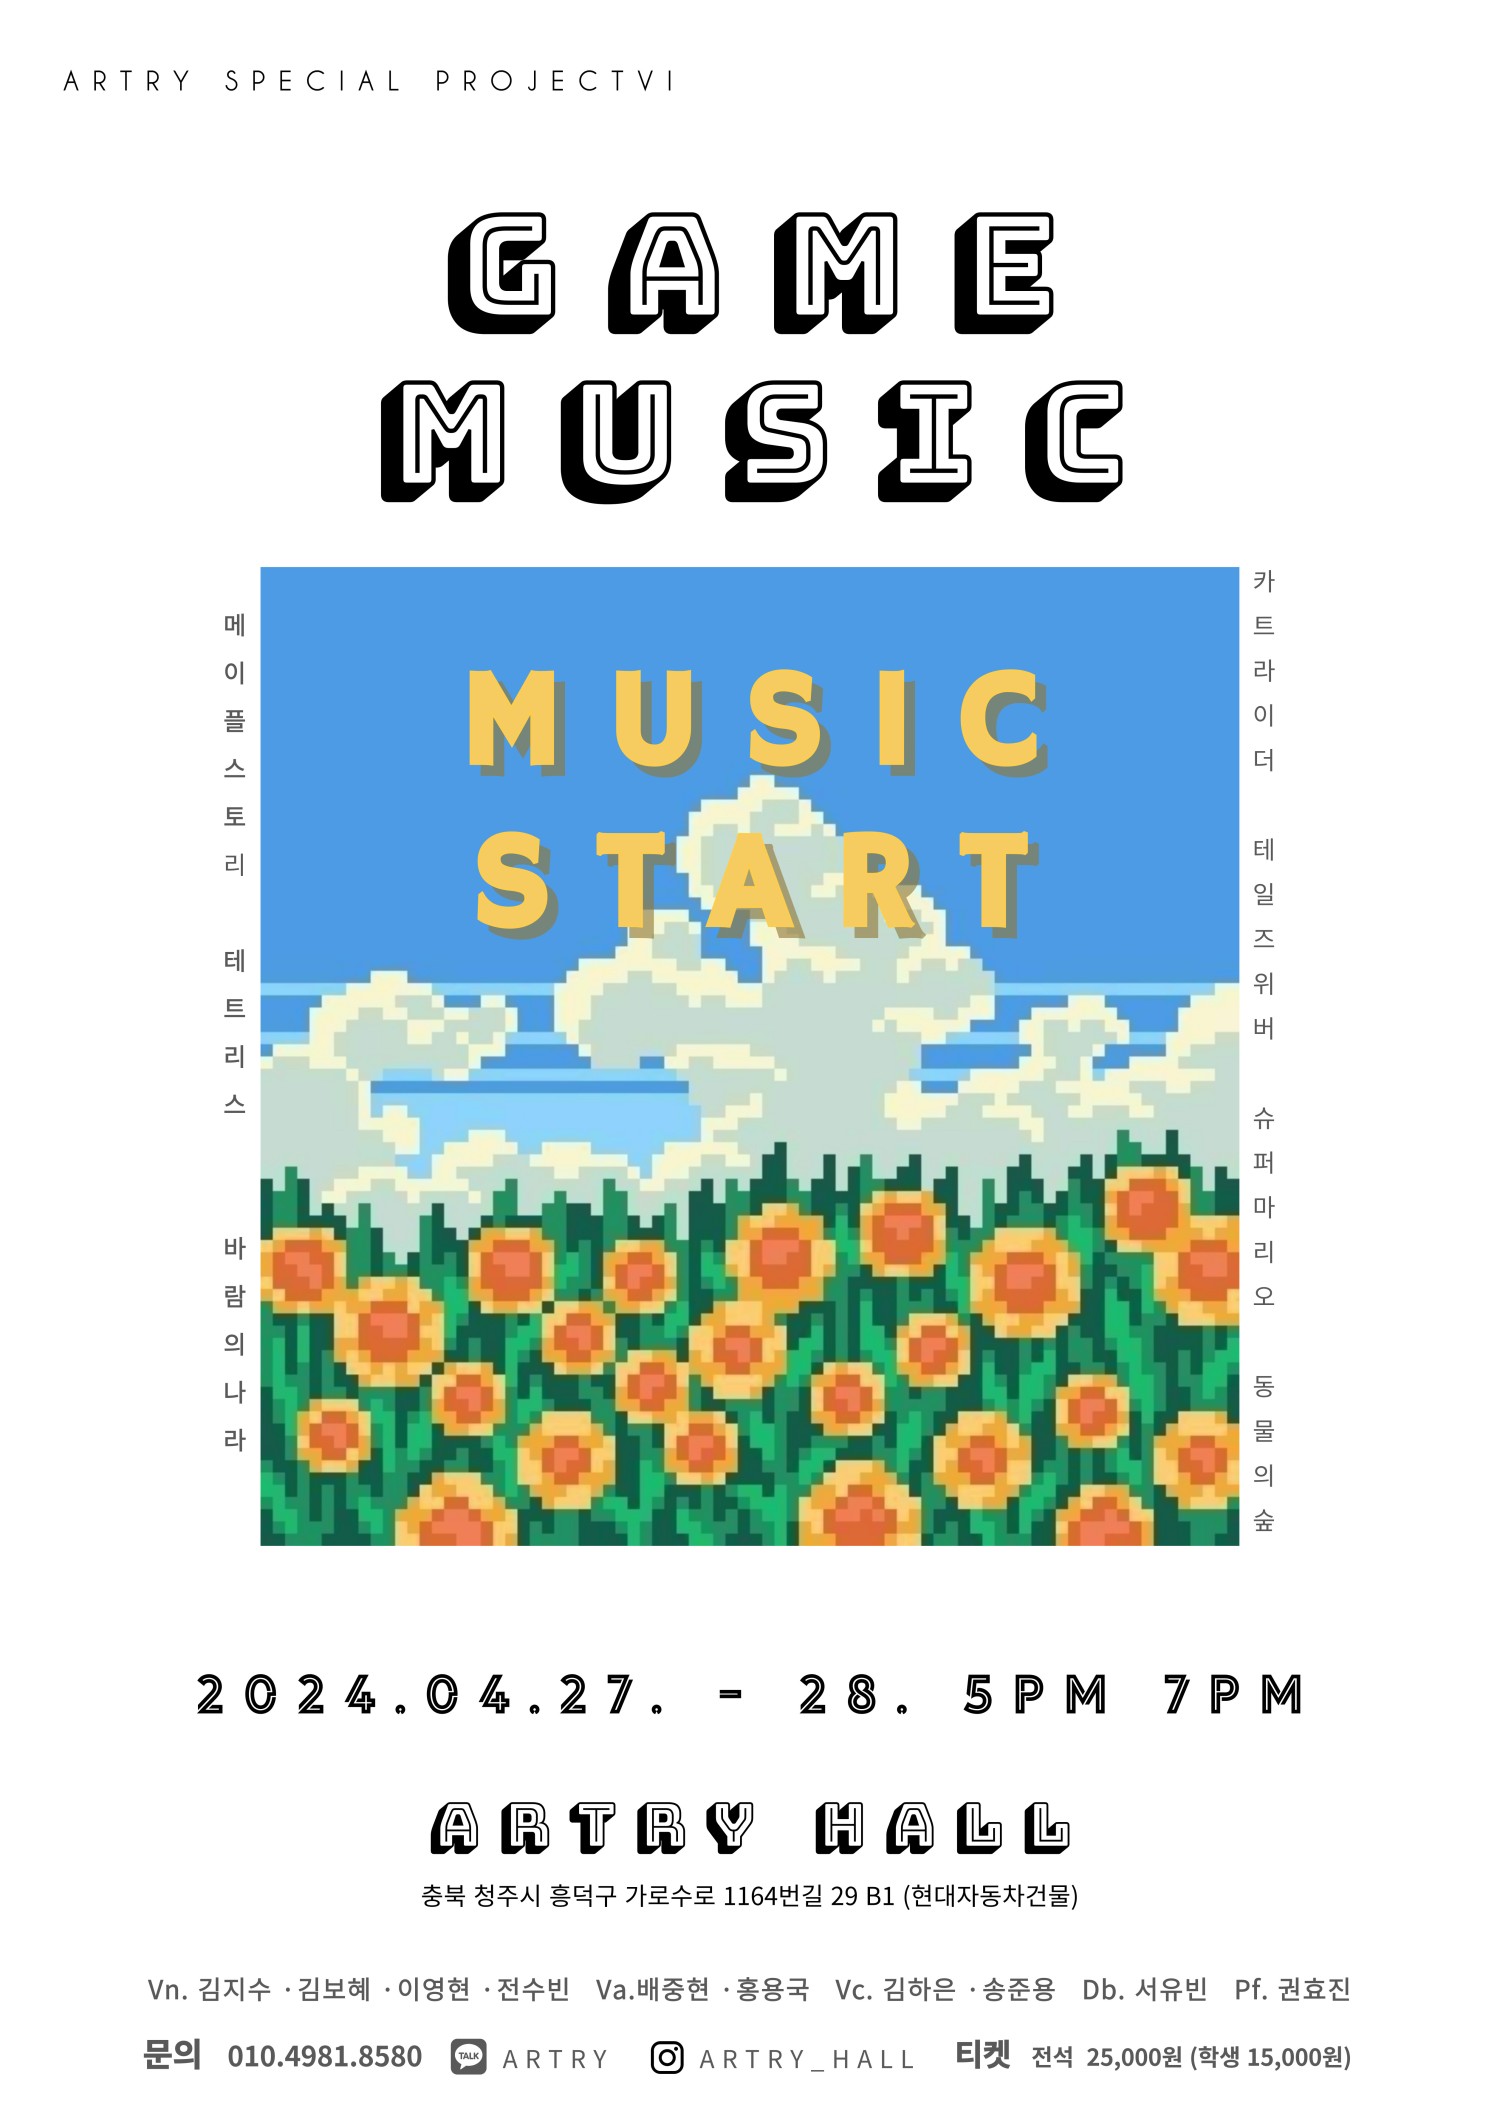 ARTRY SPECIAL PROJECTVI
GAME
MUSIC
메이플스토리 테트리스 바람의나라
MUSIC
START
카트라이더 테일즈위버 슈퍼마리오 동물의숲
2024.04.27. - 28. 5PM 7PM
ARTRY HALL
충북 청주시 흥덕구 가로수로 1164번길 29 B1 (현대자동차건물)
Vn. 김지수 ·김보혜 ·이영현 ·전수빈 Va.배중현 ·홍용국 Vc. 김하은 ·송준용 Db. 서유빈 Pf. 권효진
문의 010.4981.8580 TALK ARTRY ARTRY_HALL 티켓 전석 25,000원 (학생 15,000원)